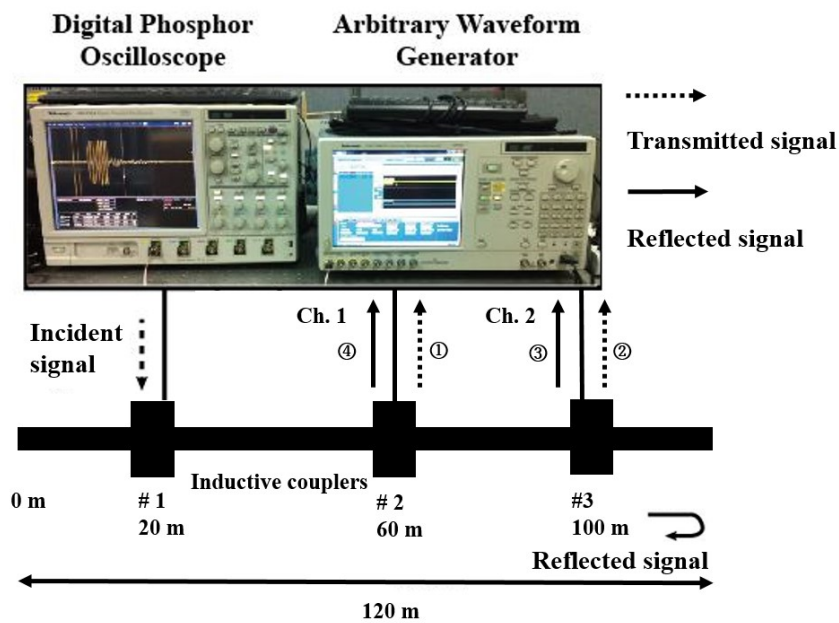 Digital Phosphor
Oscilloscope
Arbitrary Waveform
Generator
Tektronix
Transmitted signal
Reflected signal
Incident
signal
Ch. 1
④
①
Ch. 2
③
②
Inductive couplers
0 m
# 1
20 m
# 2
60 m
#3
100 m
Reflected signal
120 m